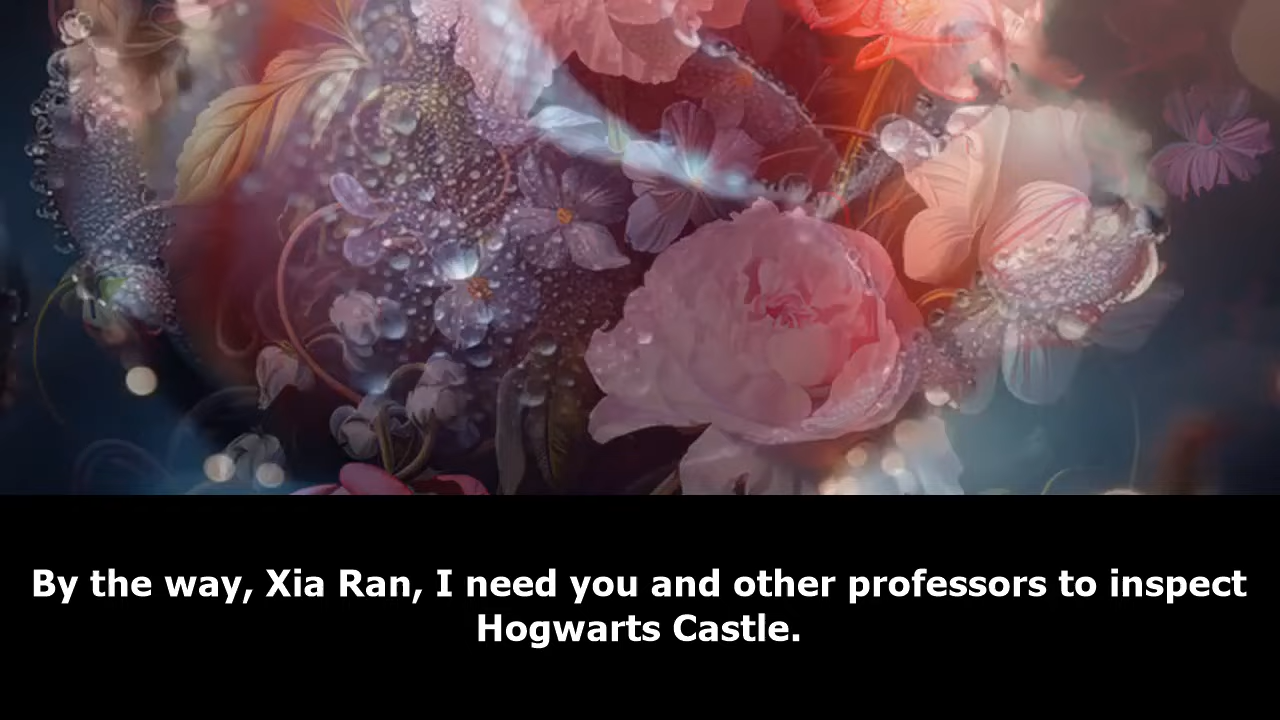 By the way, Xia Ran, I need you and other professors to inspect
Hogwarts Castle.